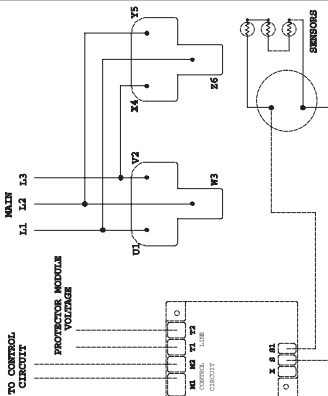 Y5
X4
Z6
V2
U1
W3
SENSORS
MAIN
L3
L2
L1
PROTECTOR MODULE
VOLTAGE
TO CONTROL
CIRCUIT
T2
T1
M2
M1
LINE
CONTROL
CIRCUIT
S1
S
X